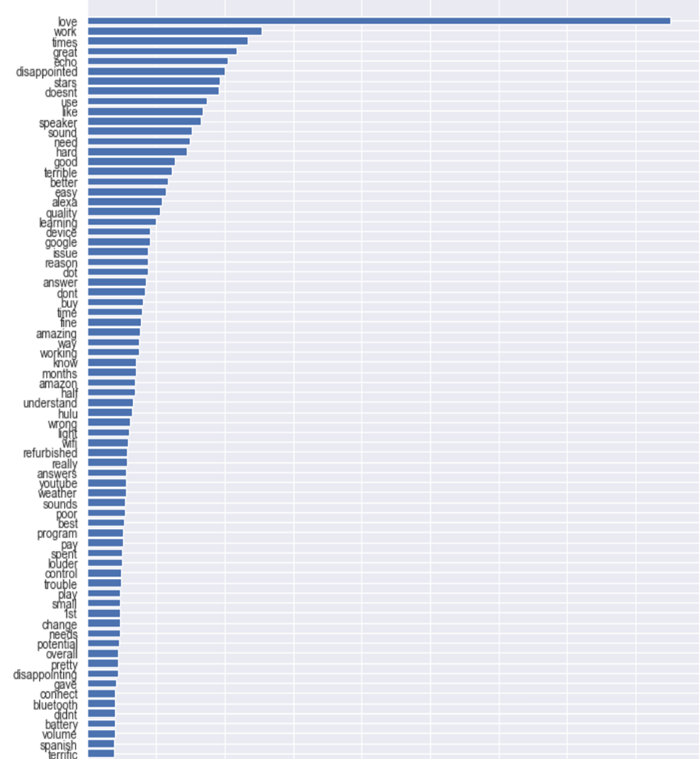 love
work
times
great
echo
disappointed
stars
doesnt
use
like
speaker
sound
need
hard
good
terrible
better
easy
alexa
quality
learning
device
google
issue
reason
dot
answer
dont
buy
time
fine
amazing
way
working
know
months
amazon
half
understand
hulu
wrong
light
wifi
refurbished
really
answers
youtube
weather
sounds
poor
best
program
pay
spent
louder
control
trouble
play
small
1st
change
needs
potential
overall
pretty
disappointing
gave
connect
bluetooth
didnt
battery
volume
spanish
terrific